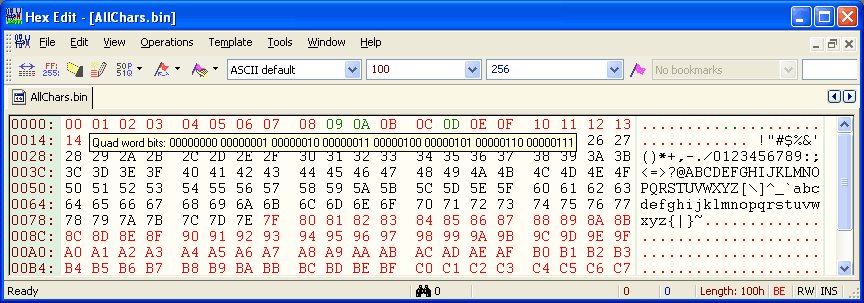 Hex Edit - [AllChars.bin]
File Edit View Operations Template Tools Window Help
FF: 255: SOP 51Q ASCII default 100 256 No bookmarks
AllChars.bin
0000: 00 01 02 03 04 05 06 07 08 09 0A 0B 0C 0D 0E 0F 10 11 12 13 ....................
0014: 14 Quad word bits: 00000000 00000001 00000010 00000011 00000100 00000101 00000110 00000111 26 27 ............ !"#$%&'
0028: 28 29 2A 2B 2C 2D 2E 2F 30 31 32 33 34 35 36 37 38 39 3A 3B ()*+,-./0123456789:;
003C: 3C 3D 3E 3F 40 41 42 43 44 45 46 47 48 49 4A 4B 4C 4D 4E 4F <=>?@ABCDEFGHIJKLMNO
0050: 50 51 52 53 54 55 56 57 58 59 5A 5B 5C 5D 5E 5F 60 61 62 63 PQRSTUVWXYZ[\]^_`abc
0064: 64 65 66 67 68 69 6A 6B 6C 6D 6E 6F 70 71 72 73 74 75 76 77 defghijklmnopqrstuvw
0078: 78 79 7A 7B 7C 7D 7E 7F 80 81 82 83 84 85 86 87 88 89 8A 8B xyz{|}~.............
008C: 8C 8D 8E 8F 90 91 92 93 94 95 96 97 98 99 9A 9B 9C 9D 9E 9F ....................
00A0: A0 A1 A2 A3 A4 A5 A6 A7 A8 A9 AA AB AC AD AE AF B0 B1 B2 B3 ....................
00B4: B4 B5 B6 B7 B8 B9 BA BB BC BD BE BF C0 C1 C2 C3 C4 C5 C6 C7 ....................
Ready 0 0 0 Length: 100h BE RW INS